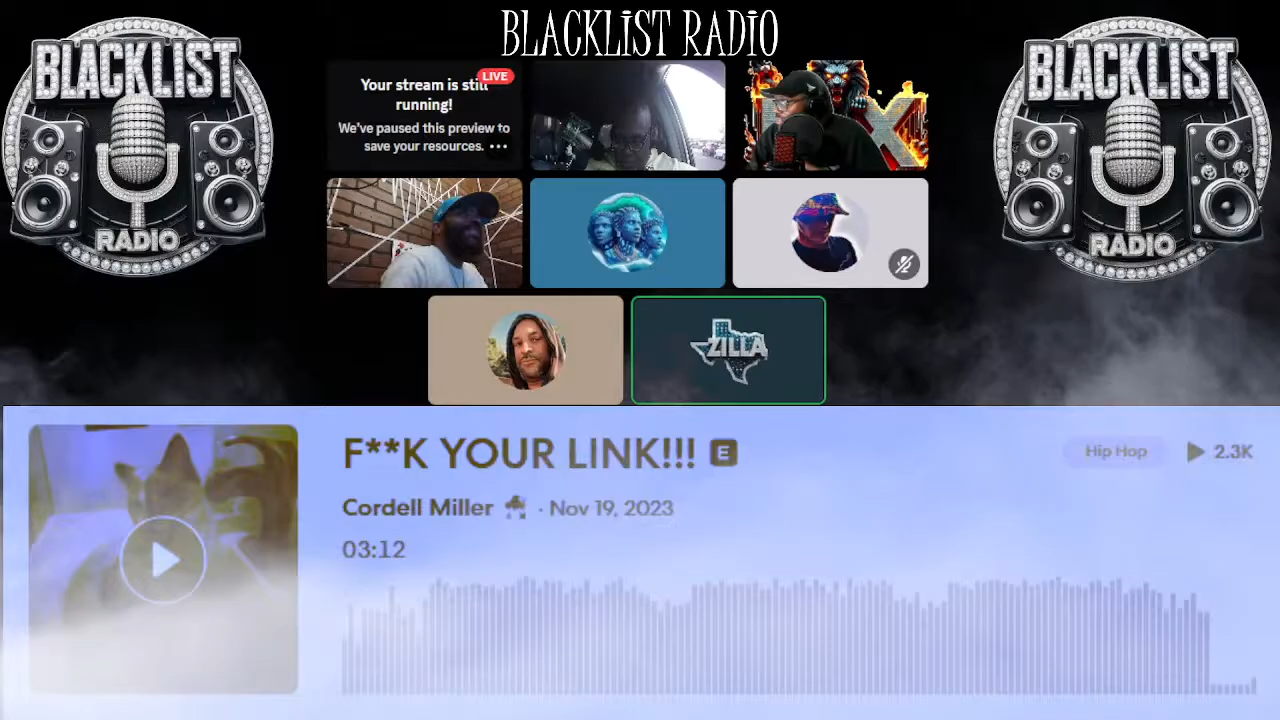 BLACKLiST RADiO
BLACKLIST
RADIO
LIVE
Your stream is still
running!
We've paused this preview to
save your resources. •••
BLACKLIST
RADIO
ZILLA
F**K YOUR LINK!!! E
Hip Hop
2.3K
Cordell Miller · Nov 19, 2023
03:12